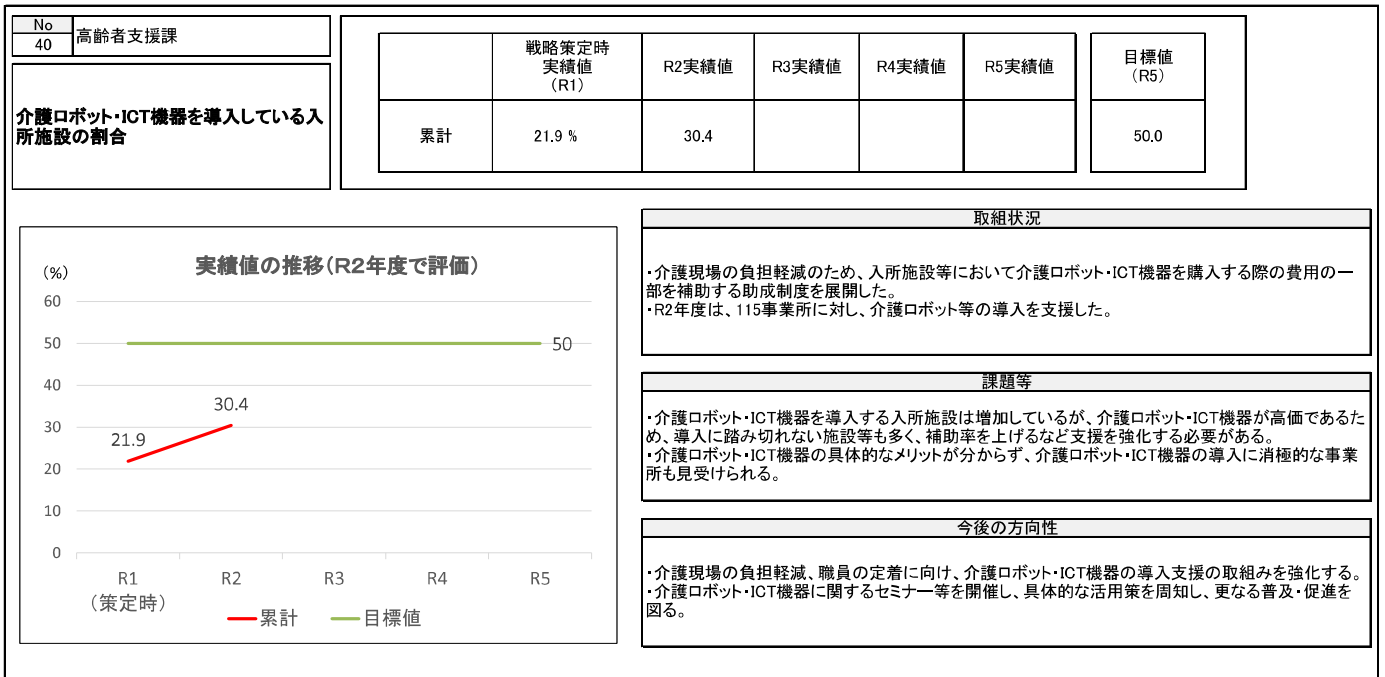 No
40
高齢者支援課
介護ロボット・ICT機器を導入している入
所施設の割合
戦略策定時
実績値
(R1)
R2実績値
R3実績値
R4実績値
R5実績値
目標値
(R5)
累計
21.9 %
30.4
50.0
実績値の推移(R2年度で評価)
(%)
60
50
40
30
20
10
0
21.9
30.4
50
R1
R2
R3
R4
R5
(策定時)
累計
目標値
取組状況
・介護現場の負担軽減のため、入所施設等において介護ロボット・ICT機器を購入する際の費用の一
部を補助する助成制度を展開した。
・R2年度は、115事業所に対し、介護ロボット等の導入を支援した。
課題等
・介護ロボット・ICT機器を導入する入所施設は増加しているが、介護ロボット・ICT機器が高価であるた
め、導入に踏み切れない施設等も多く、補助率を上げるなど支援を強化する必要がある。
・介護ロボット・ICT機器の具体的なメリットが分からず、介護ロボット・ICT機器の導入に消極的な事業
所も見受けられる。
今後の方向性
・介護現場の負担軽減、職員の定着に向け、介護ロボット・ICT機器の導入支援の取組みを強化する。
・介護ロボット・ICT機器に関するセミナー等を開催し、具体的な活用策を周知し、更なる普及・促進を
図る。